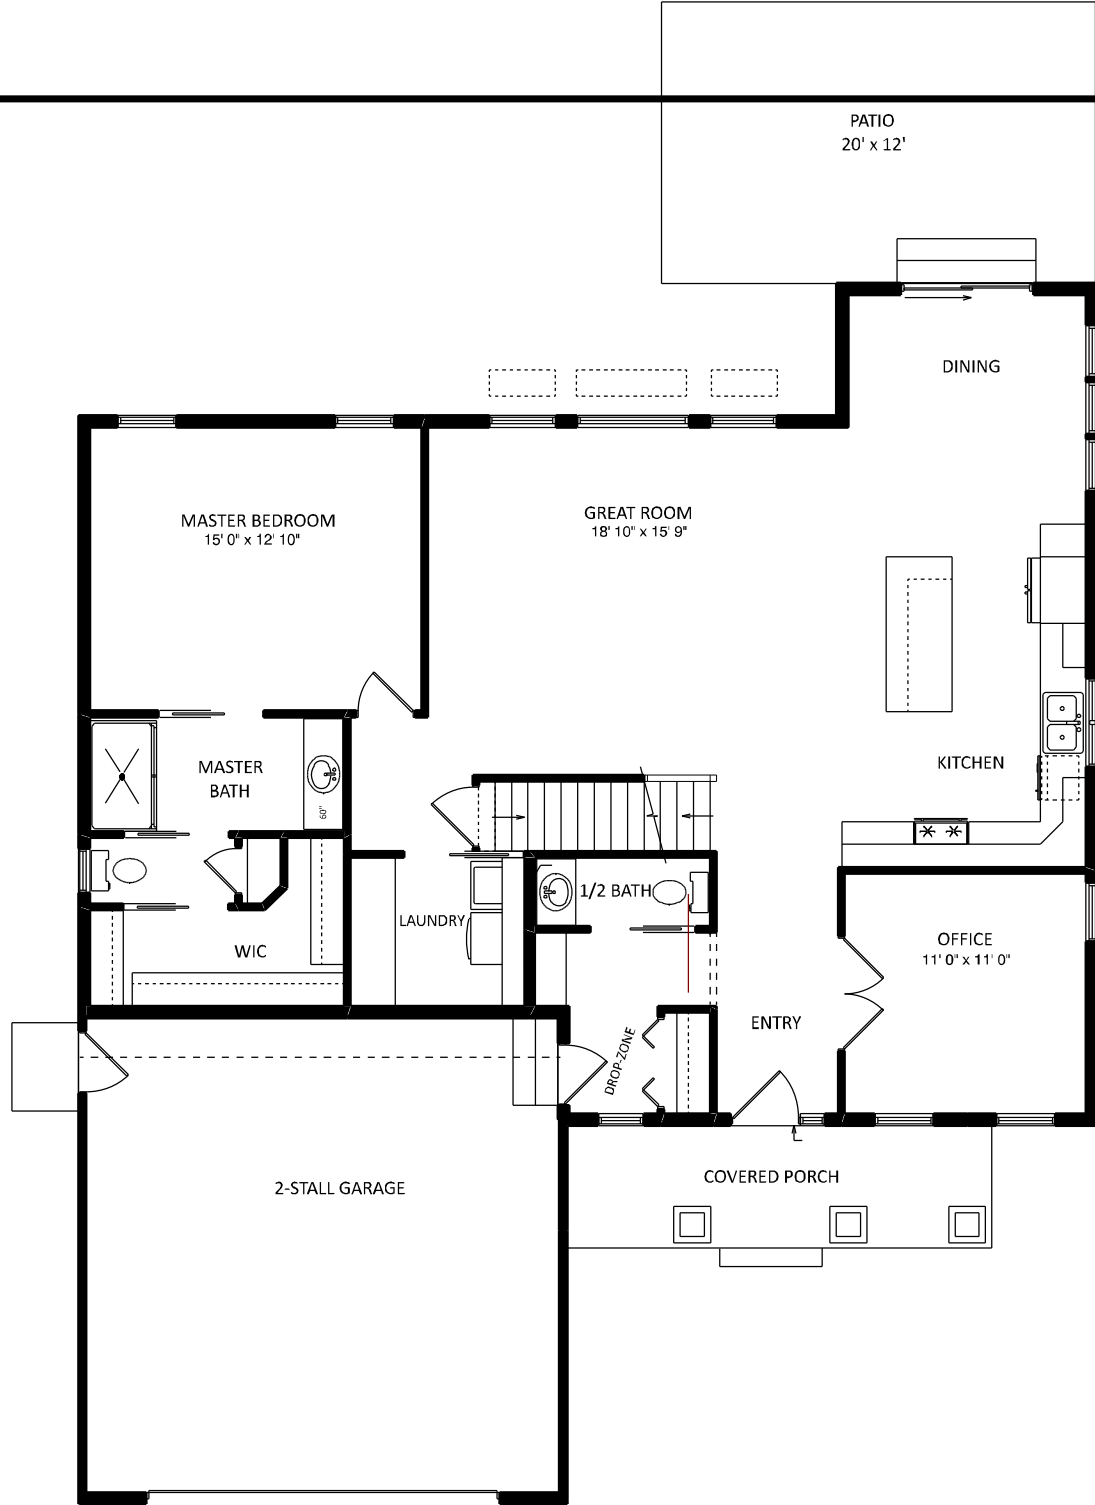 PATIO
20' x 12'
DINING
MASTER BEDROOM
15' 0" x 12' 10"
GREAT ROOM
18' 10" x 15' 9"
KITCHEN
MASTER
BATH
60"
1/2 BATH
LAUNDRY
WIC
OFFICE
11' 0" x 11' 0"
ENTRY
DROP-ZONE
COVERED PORCH
2-STALL GARAGE